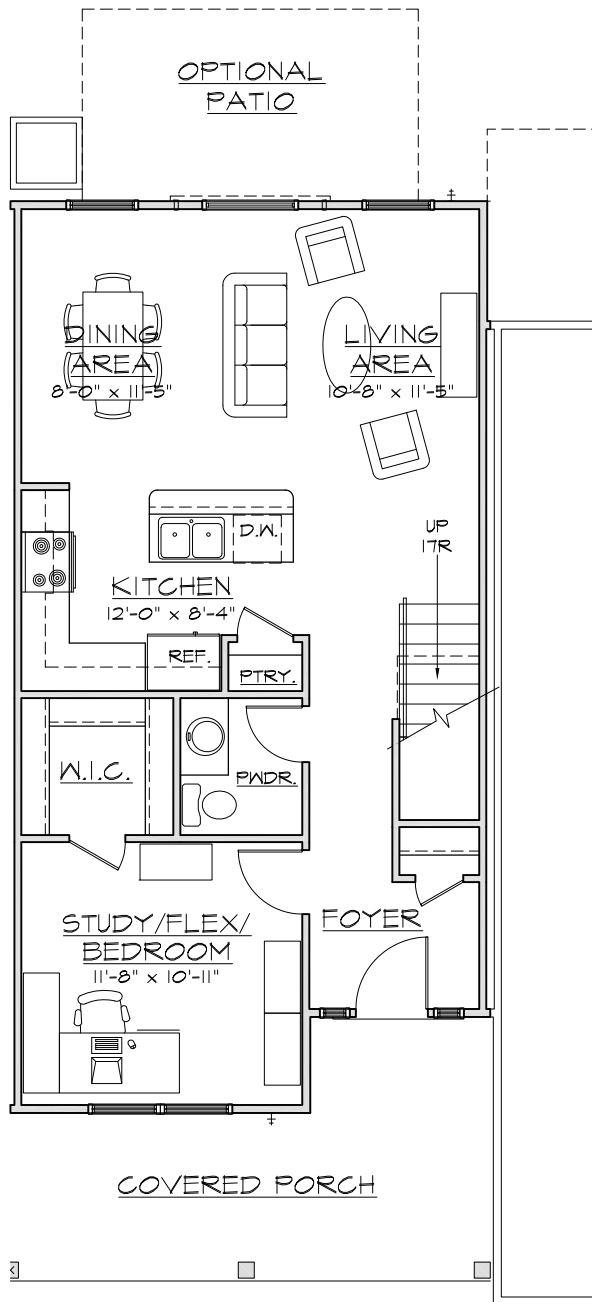 OPTIONAL
PATIO
DINING
AREA
8'-0" x 11'-5"
LIVING
AREA
10'-8" x 11'-5"
D.W.
UP
17R
KITCHEN
12'-0" x 8'-4"
REF.
PTRY.
W.I.C.
PWDR.
STUDY/FLEX/
BEDROOM
11'-8" x 10'-11"
FOYER
COVERED PORCH